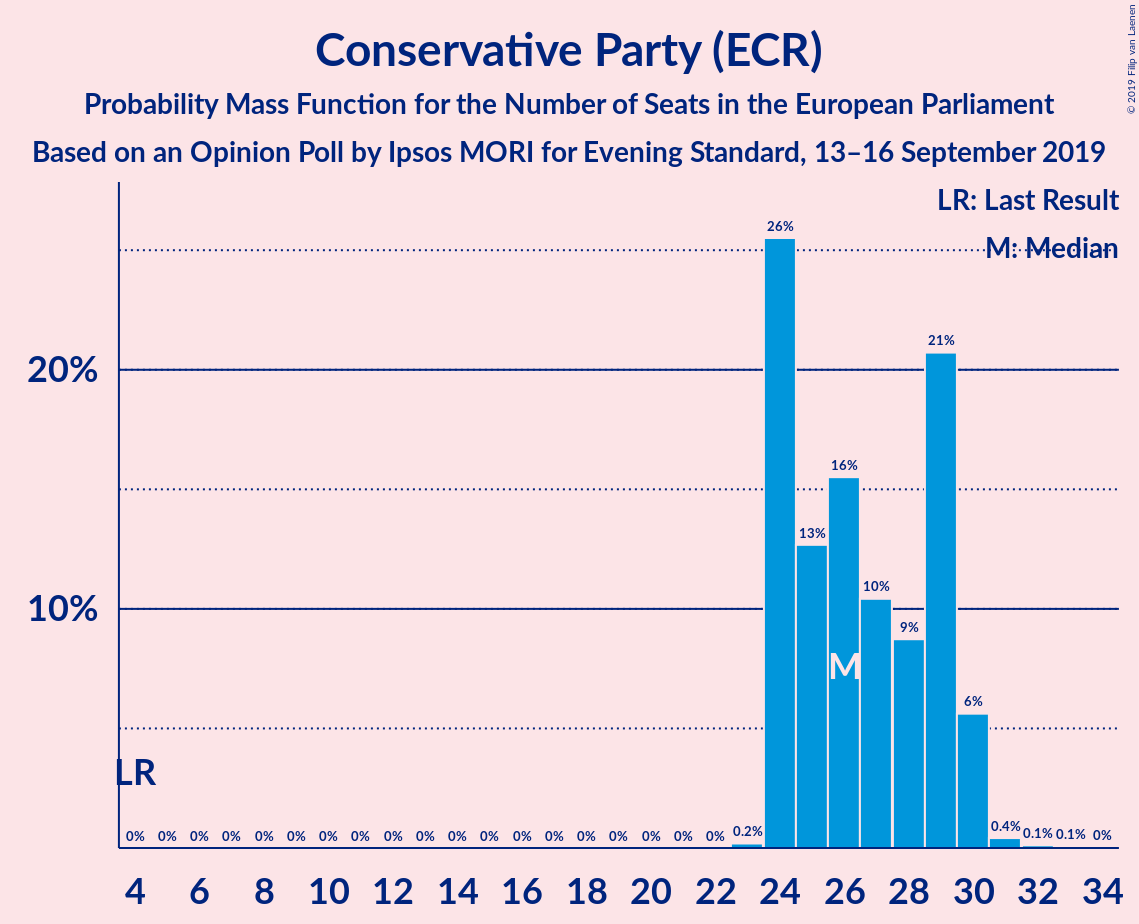 Conservative Party (ECR)
Probability Mass Function for the Number of Seats in the European Parliament
Based on an Opinion Poll by Ipsos MORI for Evening Standard, 13–16 September 2019
© 2019 Filip van Laenen
LR: Last Result
M: Median
20%
10%
LR
M
0% 0% 0% 0% 0% 0% 0% 0% 0% 0% 0% 0% 0% 0% 0% 0% 0% 0% 0% 0.2% 26% 13% 16% 10% 9% 21% 6% 0.4% 0.1% 0.1% 0%
4 6 8 10 12 14 16 18 20 22 24 26 28 30 32 34